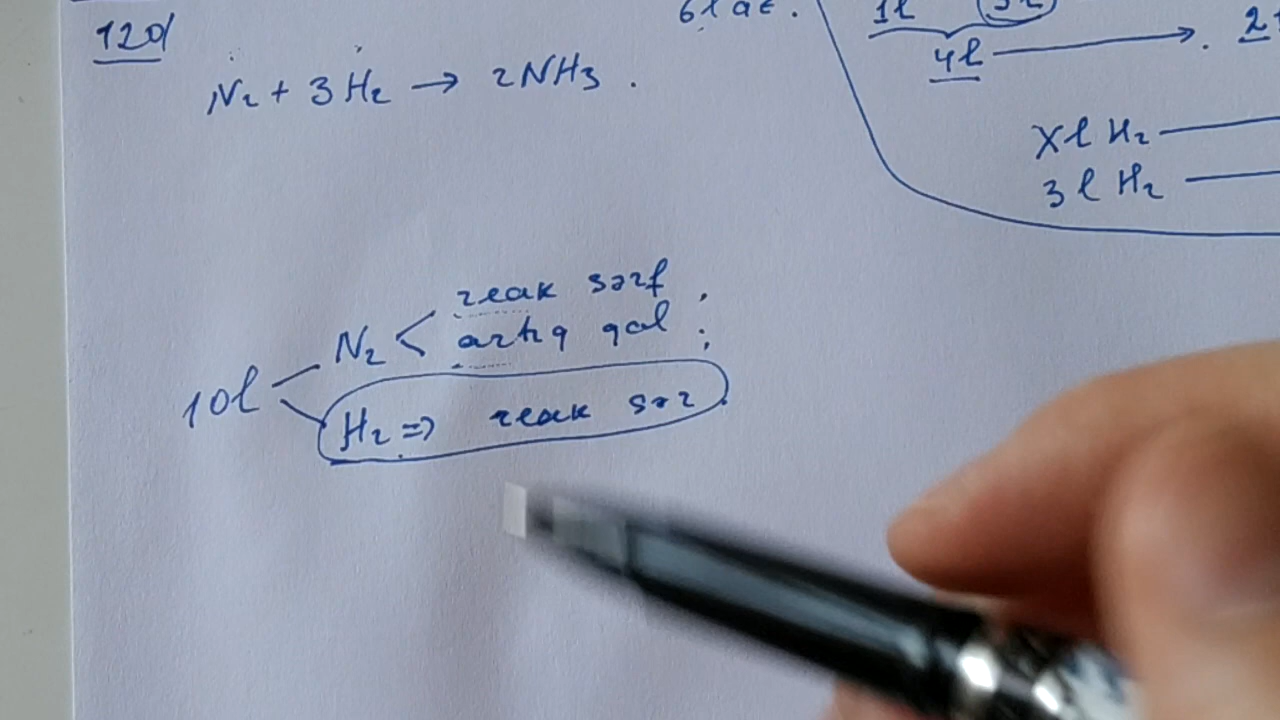 120
N₂ + 3H₂ → 2NH₃.
1l
4l → . 2
xl H₂ —
3l H₂ —
10l
N₂ < reak sərf,
artıq qal ;
H₂ ⇒ reak sər.